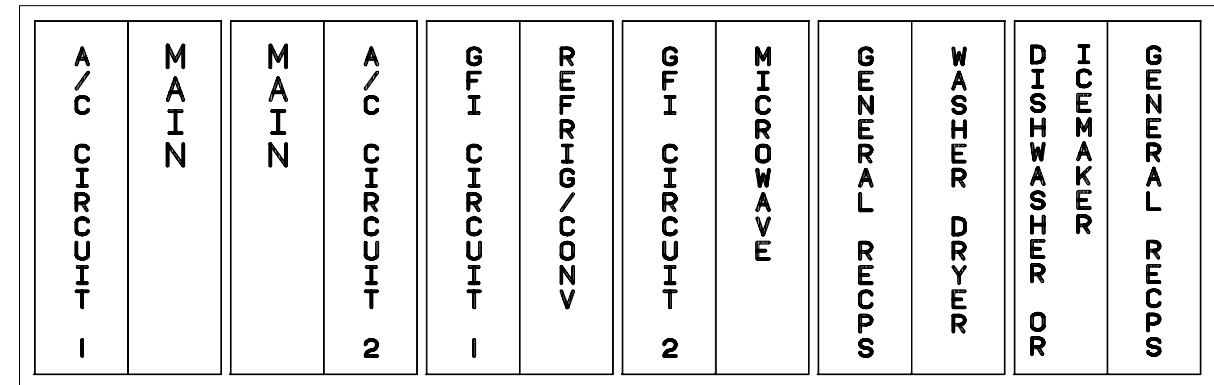 A/C CIRCUIT 1
MAIN
MAIN
A/C CIRCUIT 2
GFI CIRCUIT 1
REFRIG/CONV
GFI CIRCUIT 2
MICROWAVE
GENERAL RECPS
WASHER DRYER
DISHWASHER OR
ICEMAKER
GENERAL RECPS